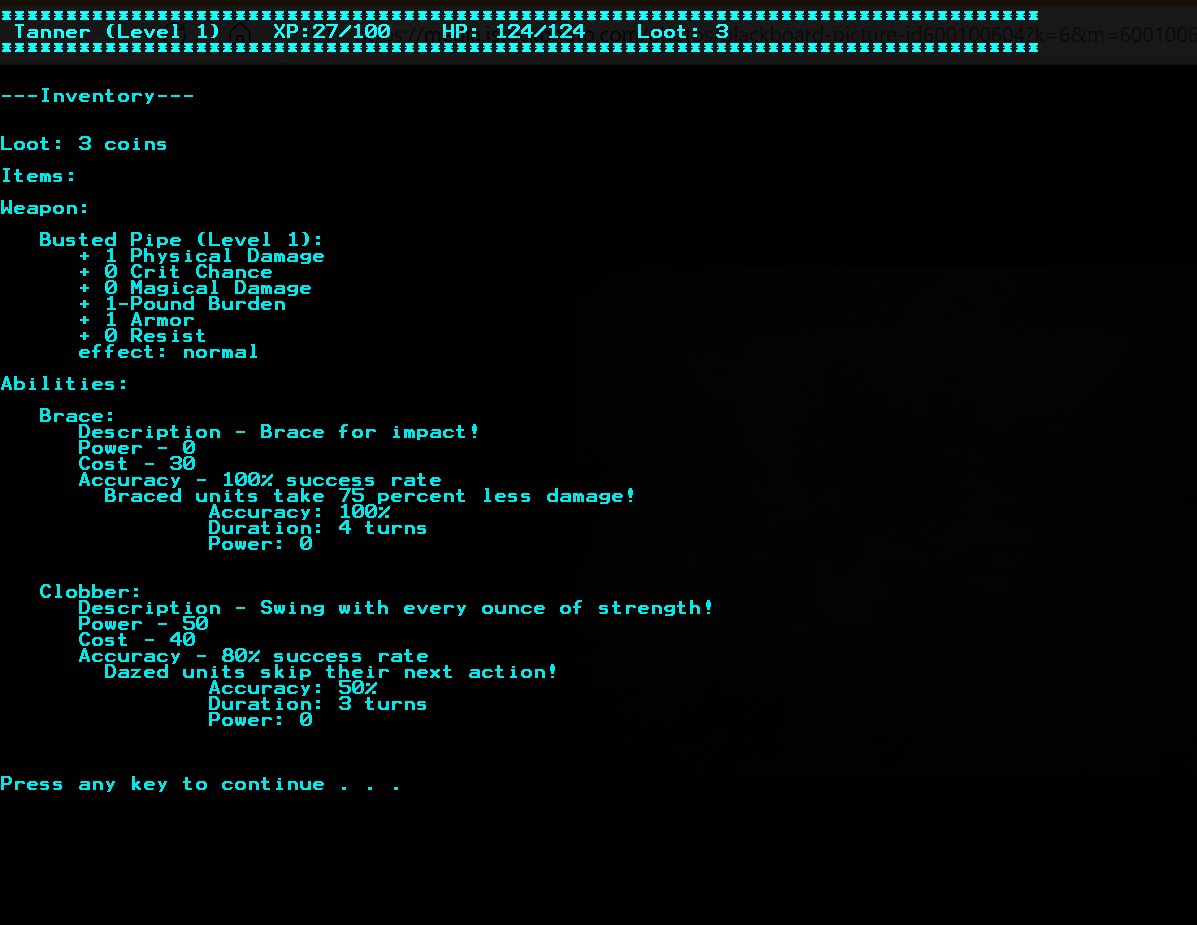 ********************************************************************************
Tanner (Level 1) XP:27/100 HP: 124/124 Loot: 3
********************************************************************************
---Inventory---
Loot: 3 coins
Items:
Weapon:
Busted Pipe (Level 1):
+ 1 Physical Damage
+ 0 Crit Chance
+ 0 Magical Damage
+ 1-Pound Burden
+ 1 Armor
+ 0 Resist
effect: normal
Abilities:
Brace:
Description - Brace for impact!
Power - 0
Cost - 30
Accuracy - 100% success rate
Braced units take 75 percent less damage!
Accuracy: 100%
Duration: 4 turns
Power: 0
Clobber:
Description - Swing with every ounce of strength!
Power - 50
Cost - 40
Accuracy - 80% success rate
Dazed units skip their next action!
Accuracy: 50%
Duration: 3 turns
Power: 0
Press any key to continue . . .